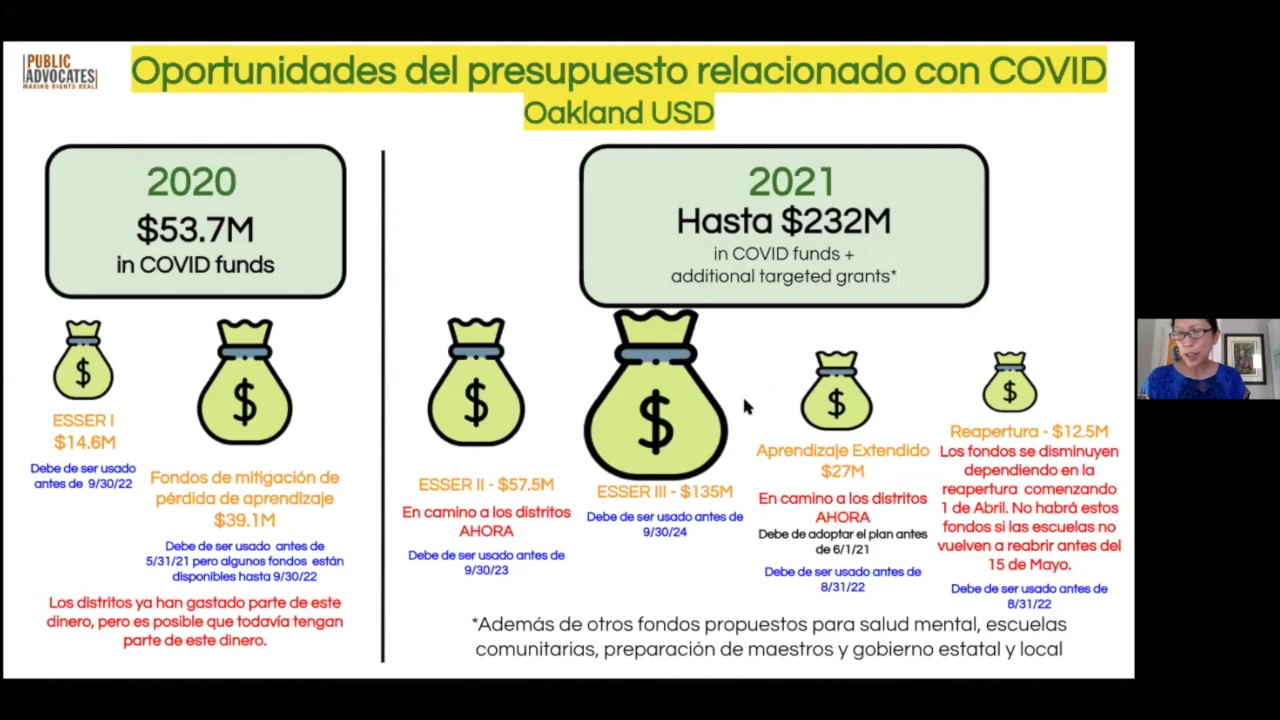 PUBLIC
ADVOCATES
MAKING RIGHTS REAL
Oportunidades del presupuesto relacionado con COVID
Oakland USD
2020
$53.7M
in COVID funds
2021
Hasta $232M
in COVID funds +
additional targeted grants*
$
ESSER I
$14.6M
Debe de ser usado
antes de 9/30/22
$
Fondos de mitigación de
pérdida de aprendizaje
$39.1M
Debe de ser usado antes de
5/31/21 pero algunos fondos están
disponibles hasta 9/30/22
Los distritos ya han gastado parte de este
dinero, pero es posible que todavía tengan
parte de este dinero.
$
ESSER II - $57.5M
En camino a los distritos
AHORA
Debe de ser usado antes de
9/30/23
$
ESSER III - $135M
Debe de ser usado antes de
9/30/24
$
Aprendizaje Extendido
$27M
En camino a los distritos
AHORA
Debe de adoptar el plan antes
de 6/1/21
Debe de ser usado antes de
8/31/22
$
Reapertura - $12.5M
Los fondos se disminuyen
dependiendo en la
reapertura comenzando
1 de Abril. No habrá estos
fondos si las escuelas no
vuelven a reabrir antes del
15 de Mayo.
Debe de ser usado antes de
8/31/22
*Además de otros fondos propuestos para salud mental, escuelas
comunitarias, preparación de maestros y gobierno estatal y local